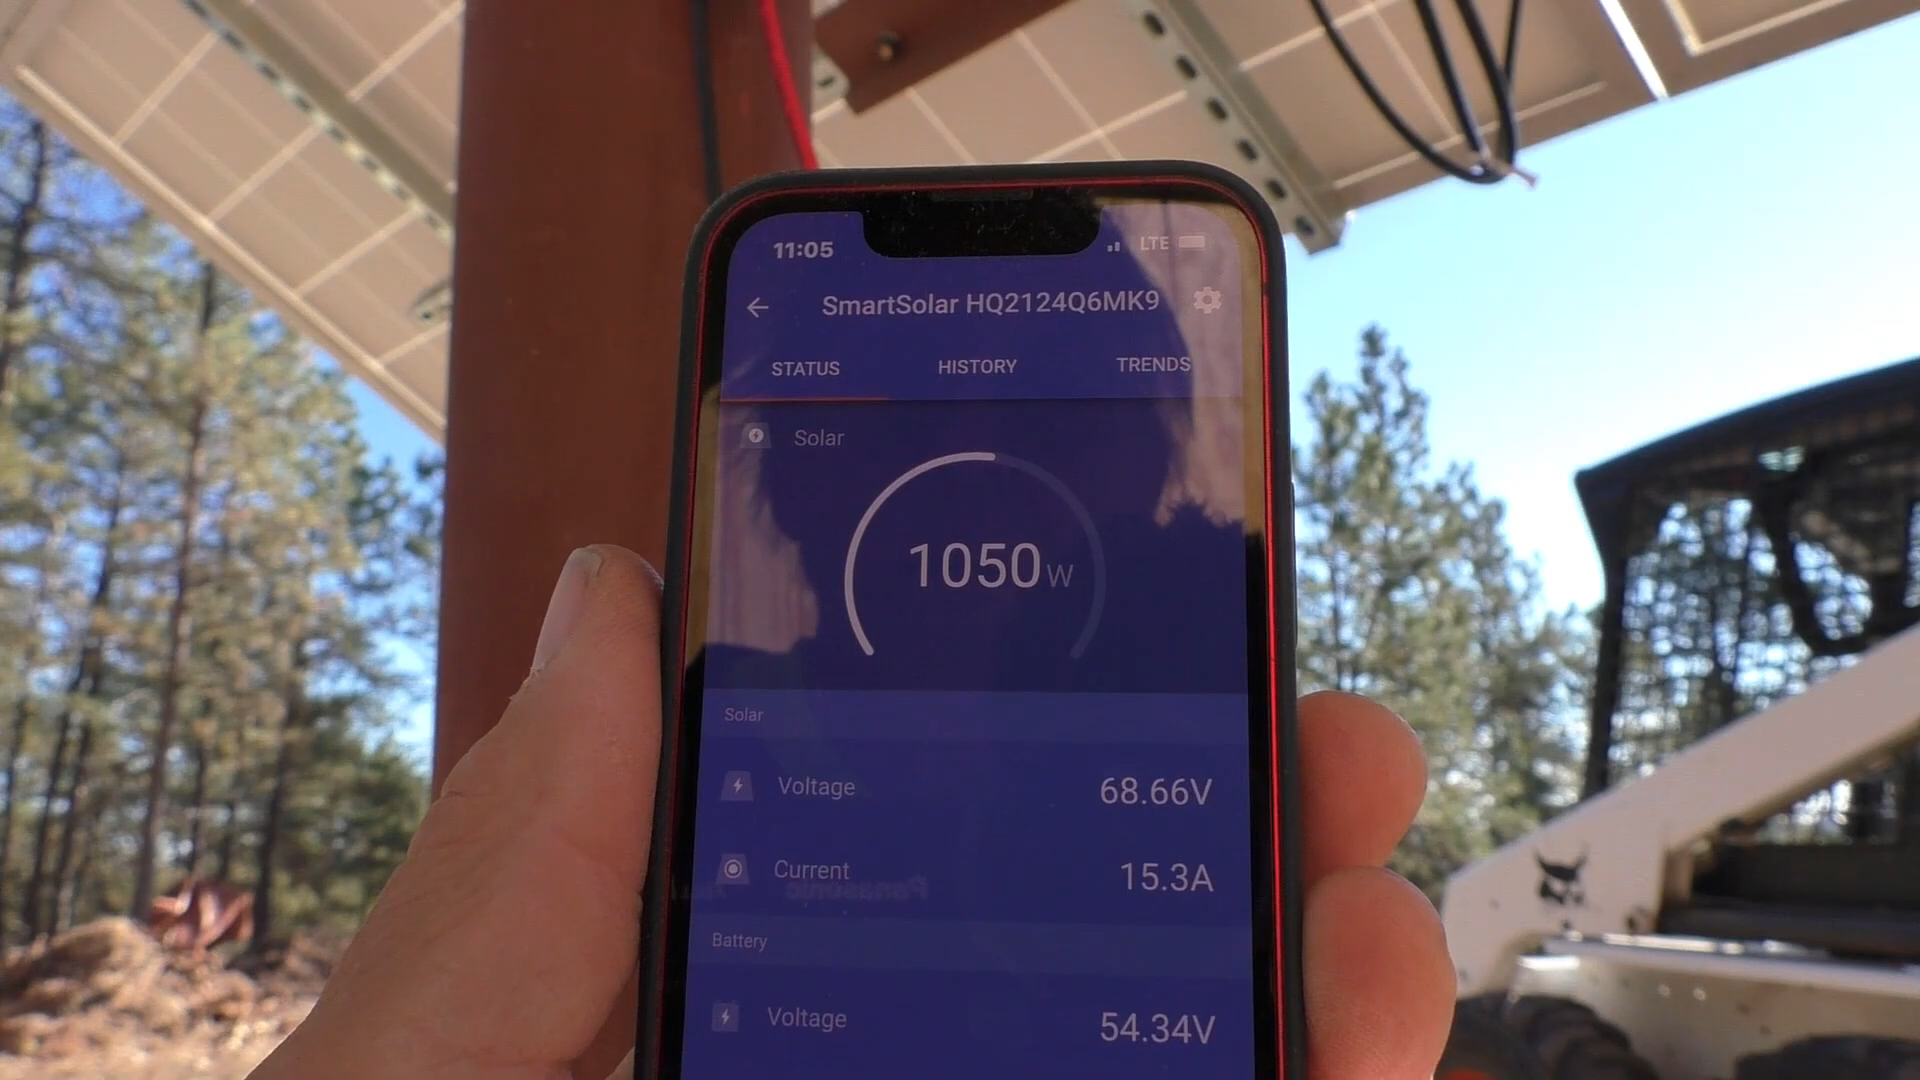 11:05 LTE
SmartSolar HQ2124Q6MK9
STATUS HISTORY TRENDS
Solar
1050W
Solar
Voltage 68.66V
Current 15.3A
Panasonic
Battery
Voltage 54.34V